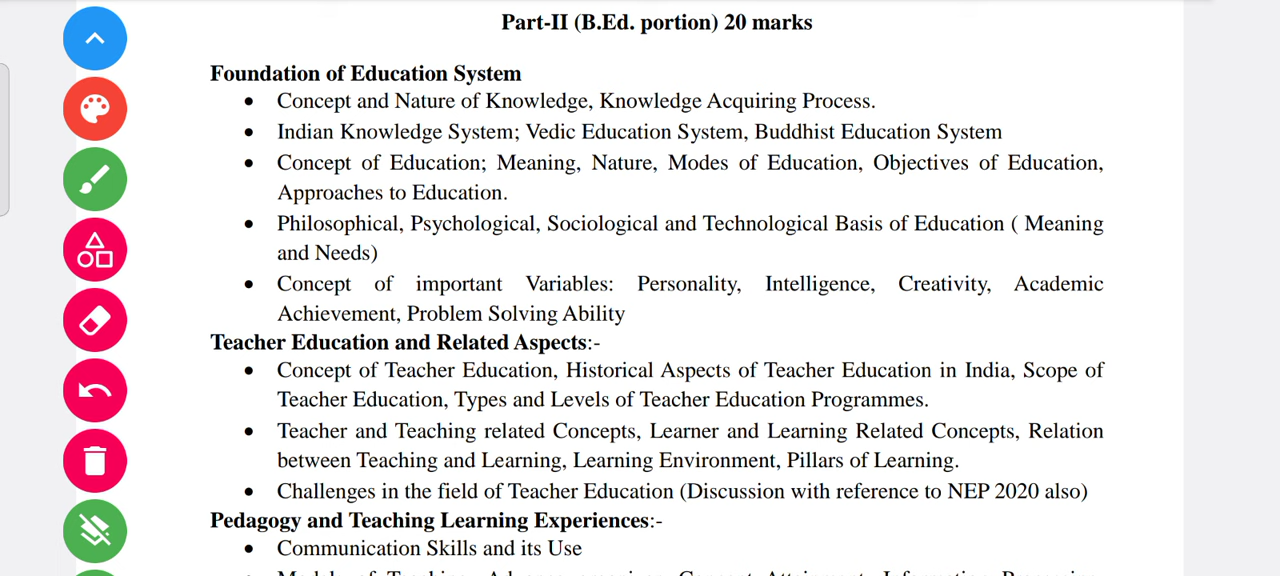 Part-II (B.Ed. portion) 20 marks
Foundation of Education System
• Concept and Nature of Knowledge, Knowledge Acquiring Process.
• Indian Knowledge System; Vedic Education System, Buddhist Education System
• Concept of Education; Meaning, Nature, Modes of Education, Objectives of Education,
Approaches to Education.
• Philosophical, Psychological, Sociological and Technological Basis of Education ( Meaning
and Needs)
• Concept of important Variables: Personality, Intelligence, Creativity, Academic
Achievement, Problem Solving Ability
Teacher Education and Related Aspects:-
• Concept of Teacher Education, Historical Aspects of Teacher Education in India, Scope of
Teacher Education, Types and Levels of Teacher Education Programmes.
• Teacher and Teaching related Concepts, Learner and Learning Related Concepts, Relation
between Teaching and Learning, Learning Environment, Pillars of Learning.
• Challenges in the field of Teacher Education (Discussion with reference to NEP 2020 also)
Pedagogy and Teaching Learning Experiences:-
• Communication Skills and its Use